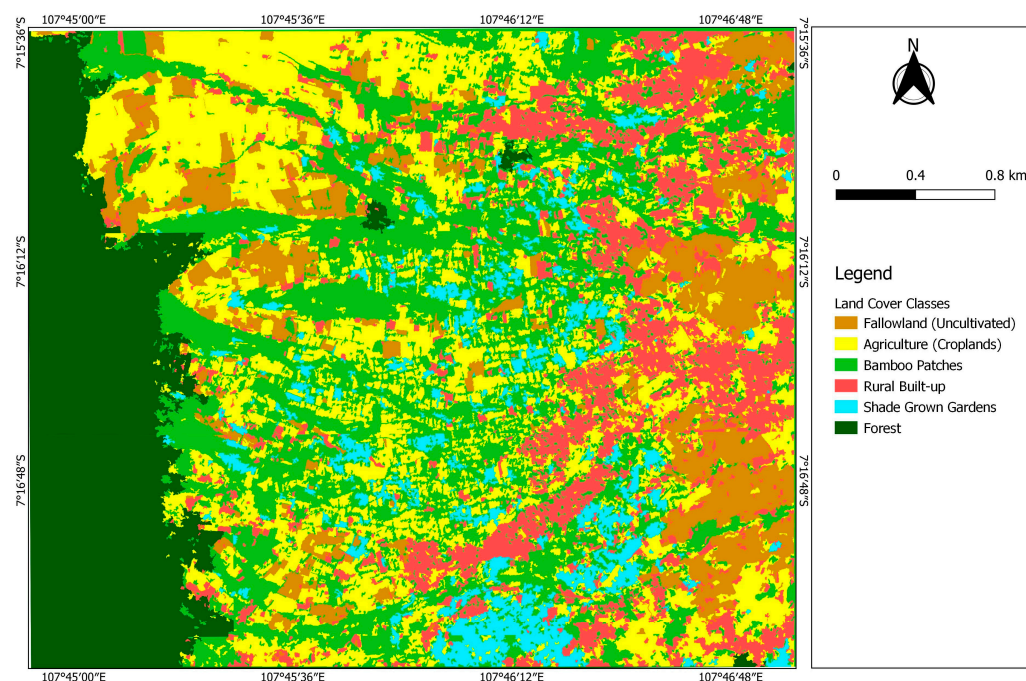 107°45′00″E 107°45′36″E 107°46′12″E 107°46′48″E
7°15′36″S
7°15′36″S
7°16′12″S
7°16′12″S
7°16′48″S
7°16′48″S
107°45′00″E 107°45′36″E 107°46′12″E 107°46′48″E
N
0 0.4 0.8 km
Legend
Land Cover Classes
Fallowland (Uncultivated)
Agriculture (Croplands)
Bamboo Patches
Rural Built-up
Shade Grown Gardens
Forest